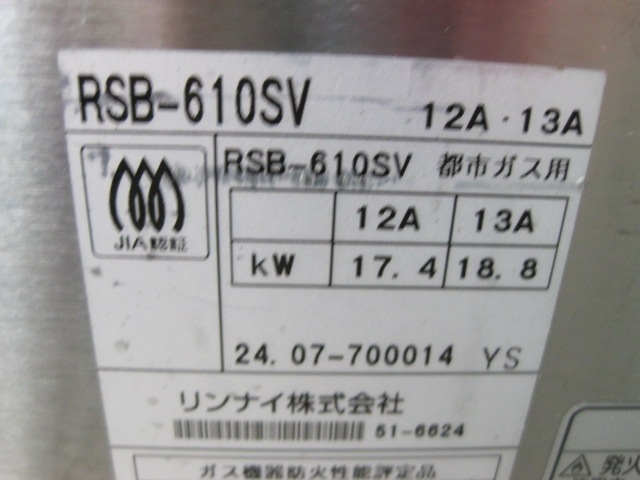 RSB-610SV 12A・13A
RSB-610SV 都市ガス用
12A 13A
kW 17.4 18.8
JIA認証
24.07-700014 YS
リンナイ株式会社
51-6624
ガス機器防火性能評定品
発火